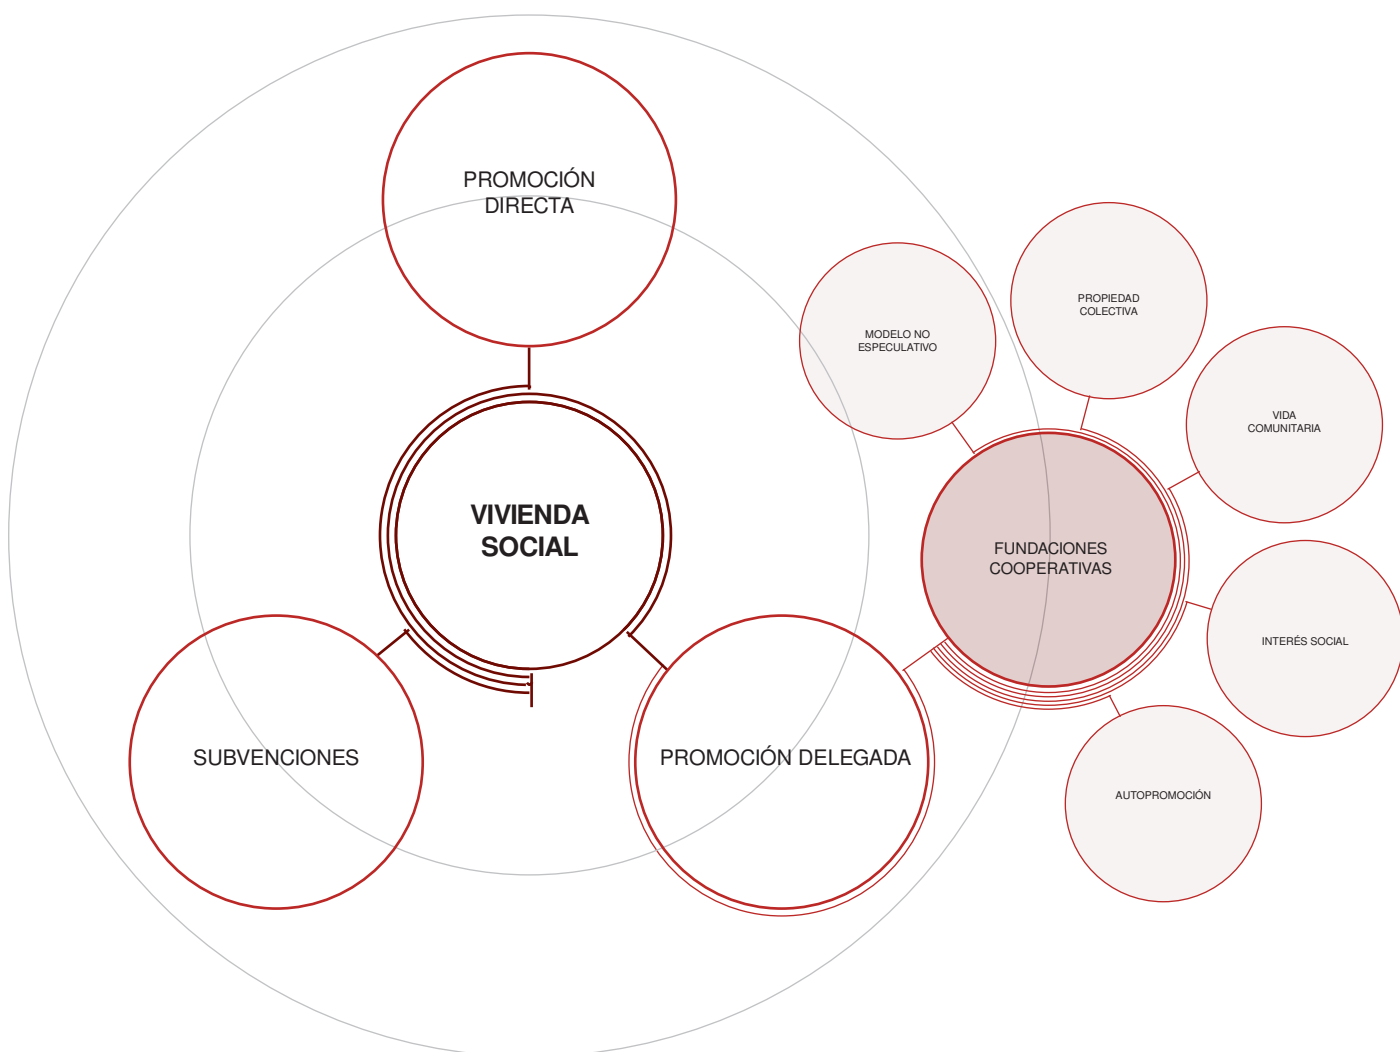 PROMOCIÓN
DIRECTA
PROPIEDAD
COLECTIVA
MODELO NO
ESPECULATIVO
VIDA
COMUNITARIA
VIVIENDA
SOCIAL
FUNDACIONES
COOPERATIVAS
INTERÉS SOCIAL
SUBVENCIONES
PROMOCIÓN DELEGADA
AUTOPROMOCIÓN